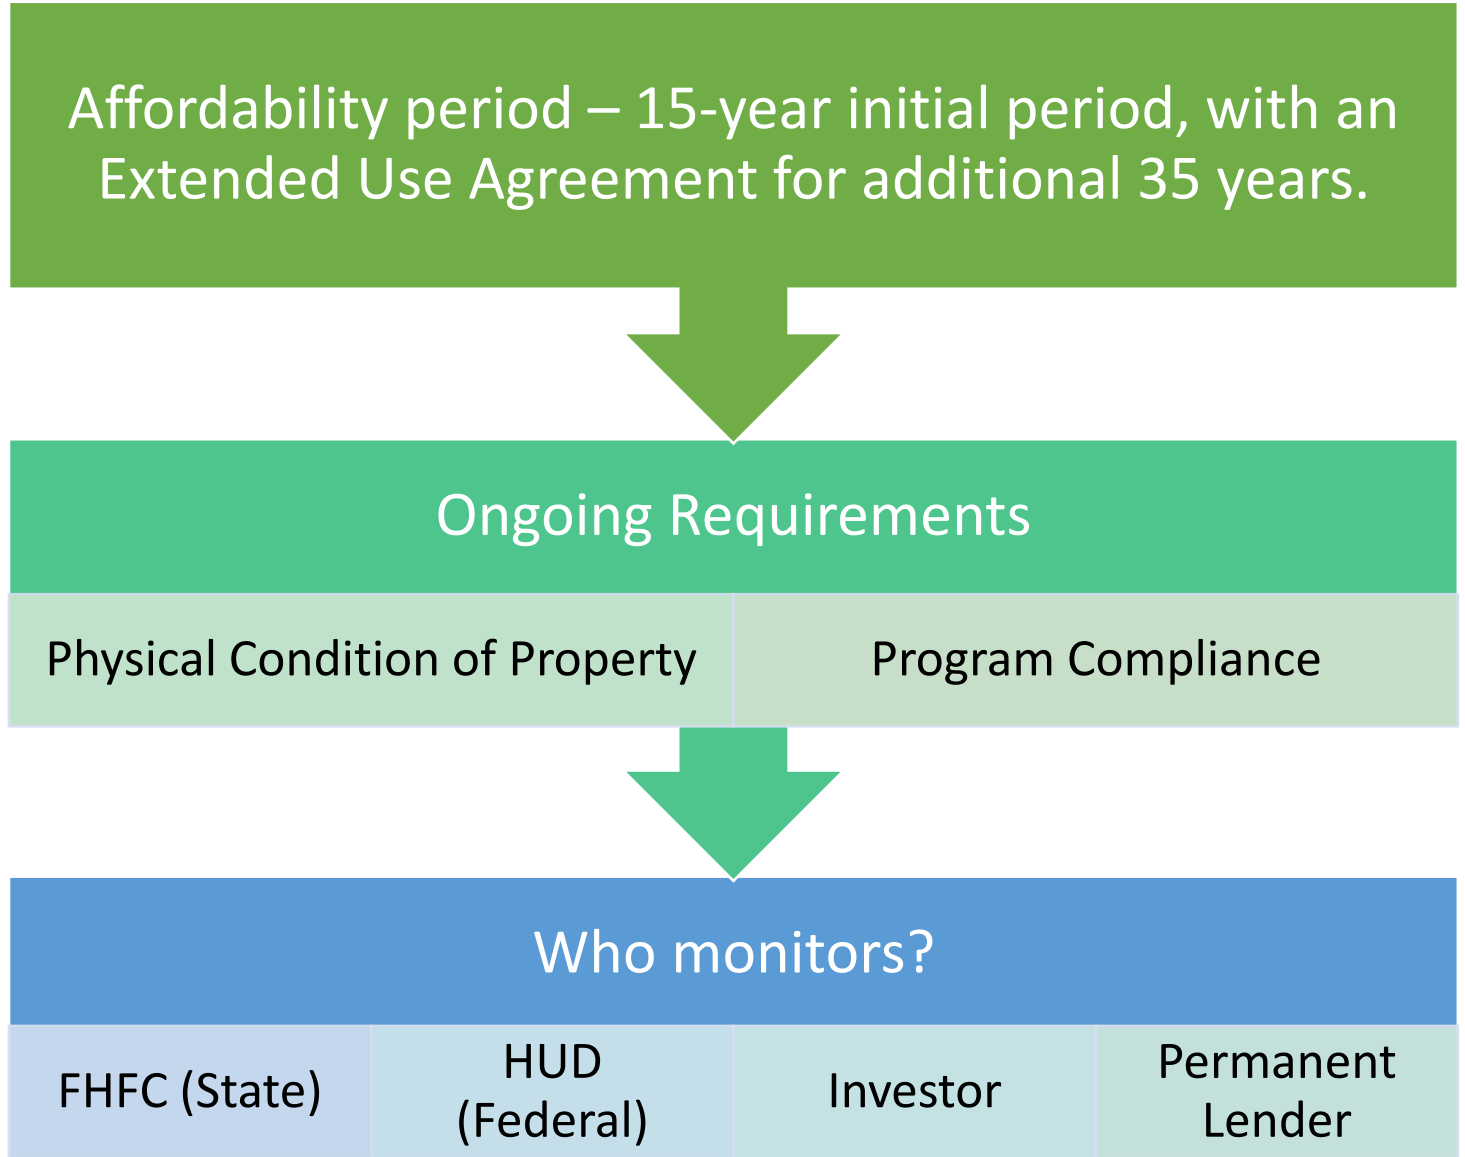 Affordability period – 15-year initial period, with an
Extended Use Agreement for additional 35 years.
Ongoing Requirements
Physical Condition of Property
Program Compliance
Who monitors?
FHFC (State)
HUD
(Federal)
Investor
Permanent
Lender